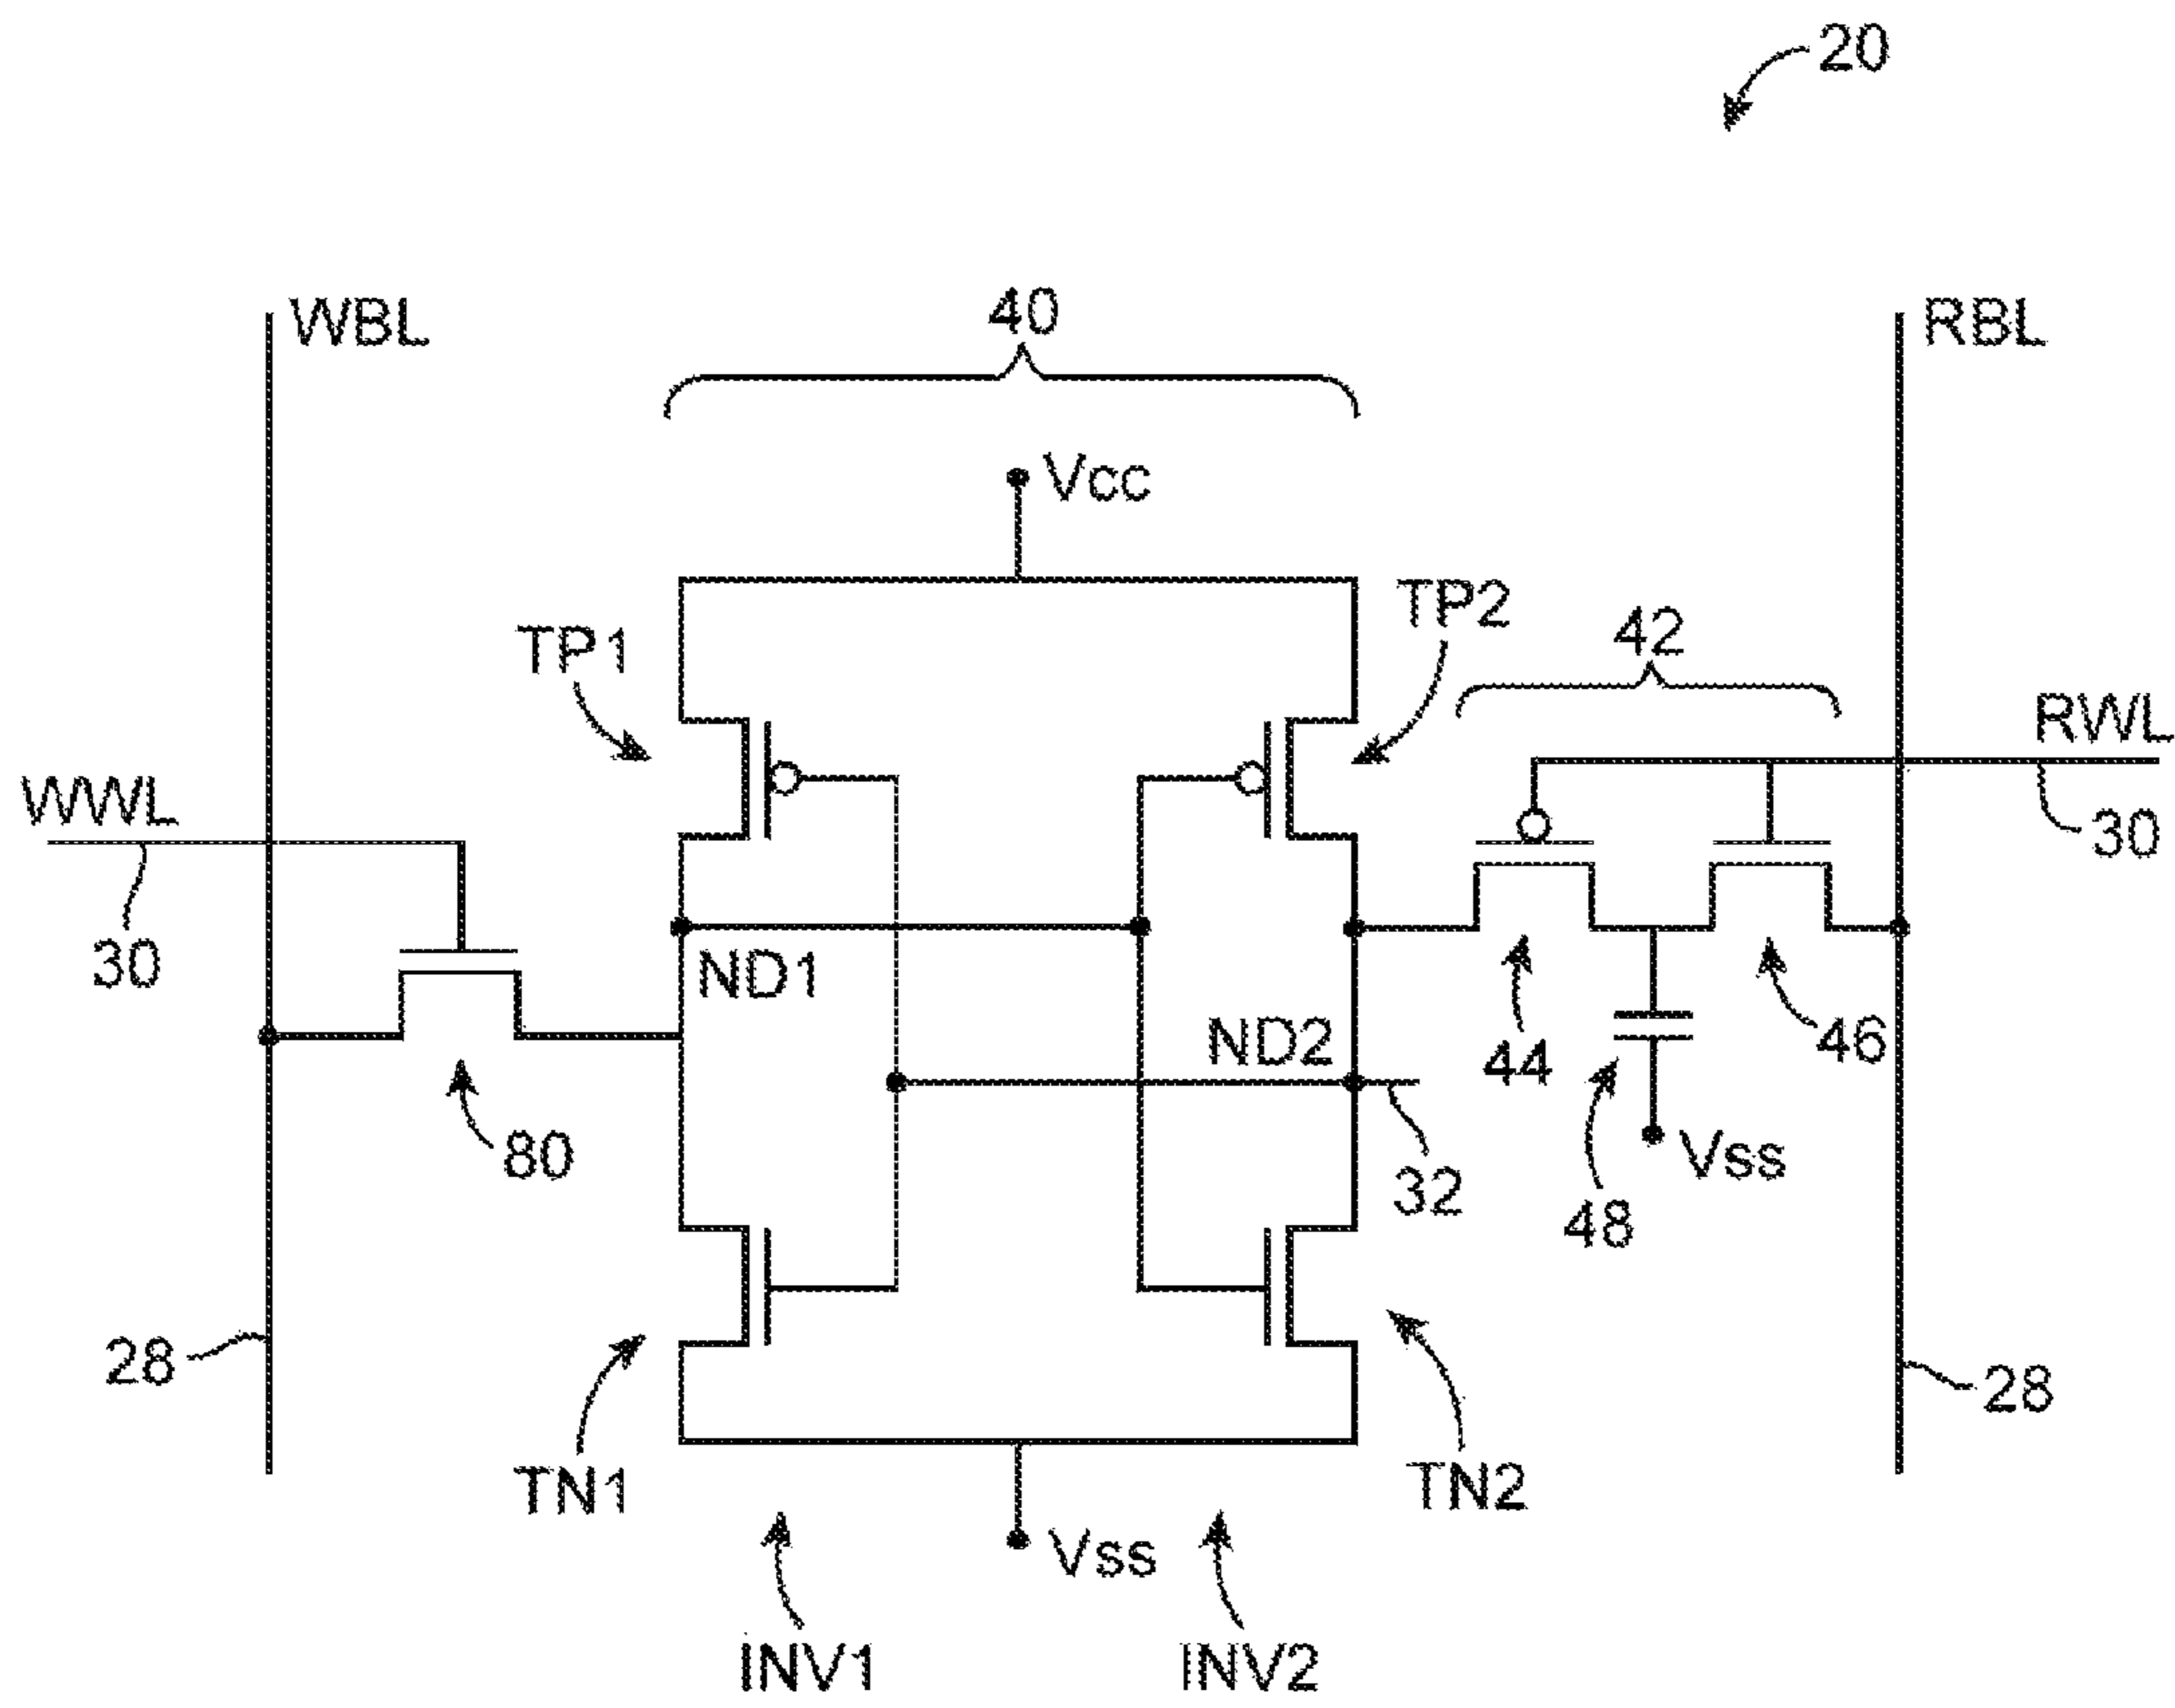 20
WBL
40
RBL
Vcc
TP1
TP2
42
RWL
WWL
30
30
ND1
ND2
44
46
80
32
48
Vss
28
28
TN1
TN2
Vss
INV1
INV2